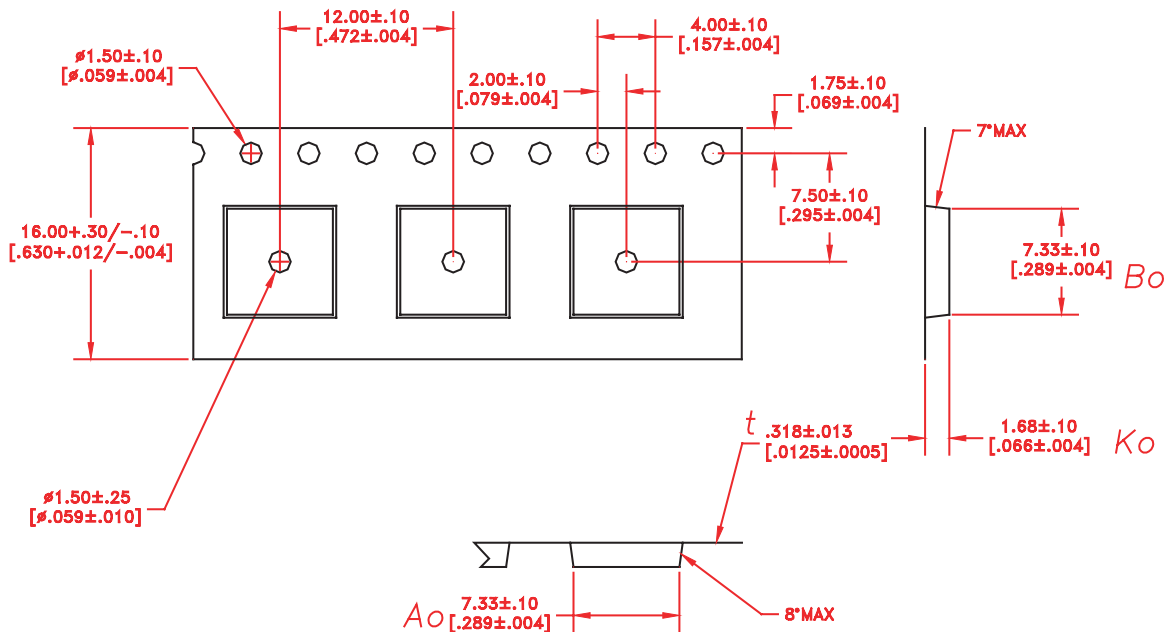 12.00±.10
[.472±.004]
4.00±.10
[.157±.004]
ø1.50±.10
[ø.059±.004]
2.00±.10
[.079±.004]
1.75±.10
[.069±.004]
7°MAX
7.50±.10
[.295±.004]
16.00+.30/-.10
[.630+.012/-.004]
7.33±.10
[.289±.004]
Bo
t
.318±.013
[.0125±.0005]
1.68±.10
[.066±.004]
Ko
ø1.50±.25
[ø.059±.010]
Ao
7.33±.10
[.289±.004]
8°MAX